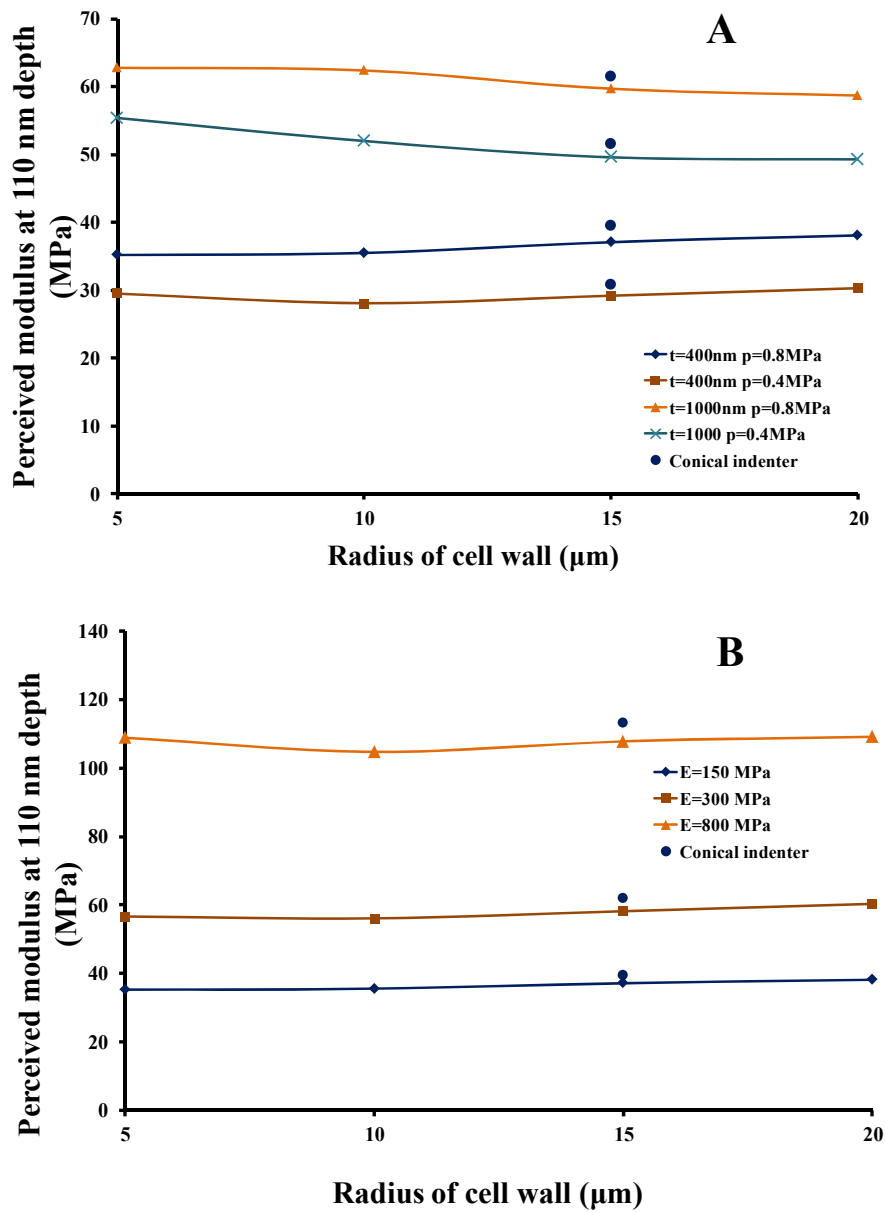 A
Perceived modulus at 110 nm depth
(MPa)
70
60
50
40
30
20
10
0
5
10
15
20
t=400nm p=0.8MPa
t=400nm p=0.4MPa
t=1000nm p=0.8MPa
t=1000 p=0.4MPa
Conical indenter
Radius of cell wall (µm)
B
Perceived modulus at 110 nm depth
(MPa)
140
120
100
80
60
40
20
0
5
10
15
20
E=150 MPa
E=300 MPa
E=800 MPa
Conical indenter
Radius of cell wall (µm)